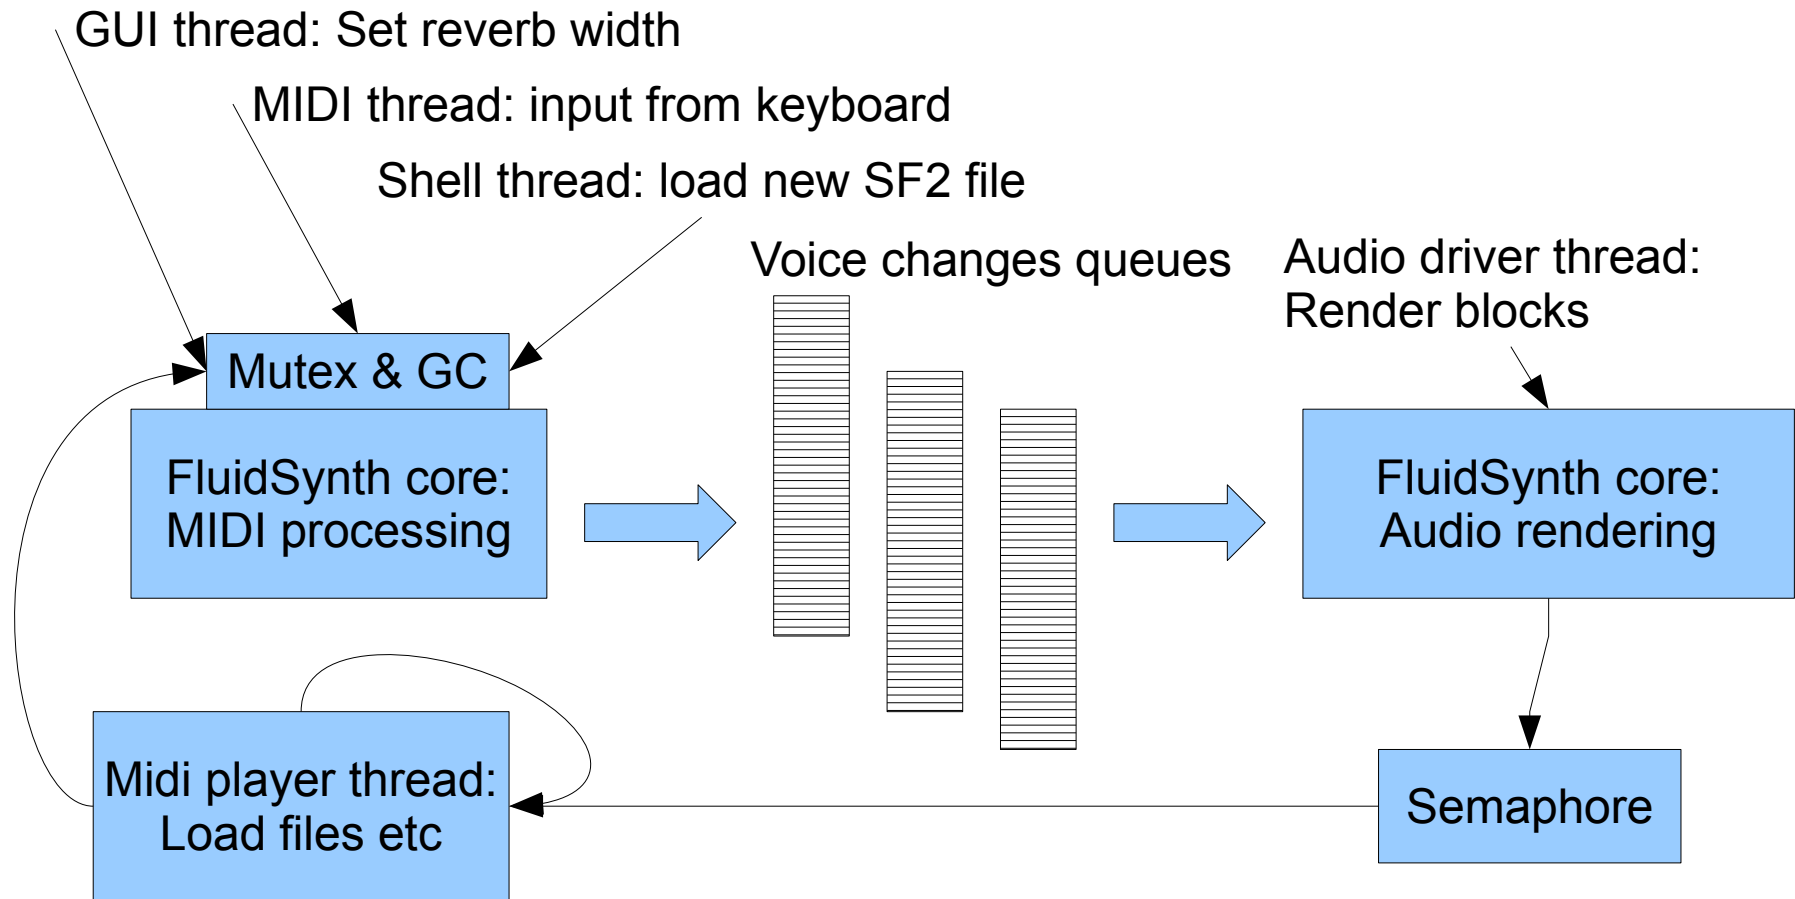 GUI thread: Set reverb width
MIDI thread: input from keyboard
Shell thread: load new SF2 file
Voice changes queues
Audio driver thread:
Render blocks
Mutex & GC
FluidSynth core:
MIDI processing
FluidSynth core:
Audio rendering
Midi player thread:
Load files etc
Semaphore